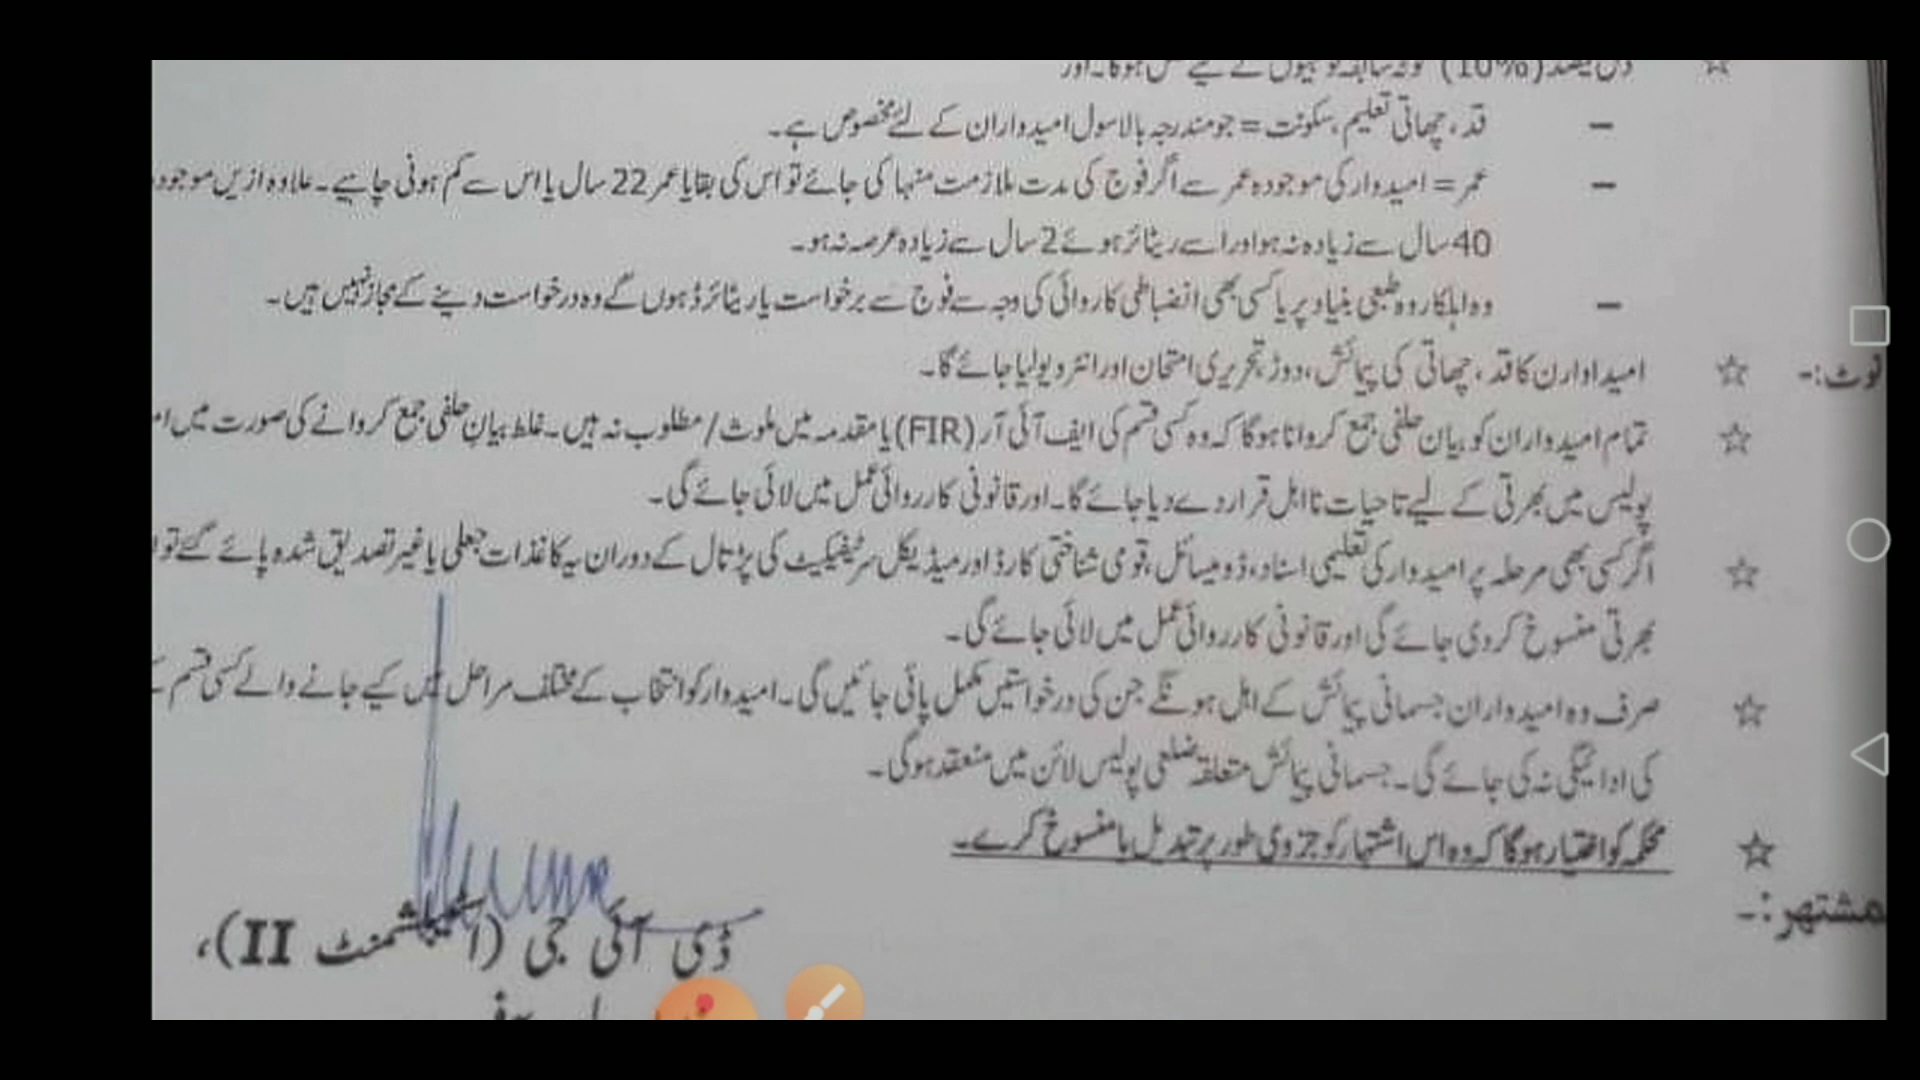 (10%)
قد، چھاتی تعلیم، سکونت = جو مندرجہ بالا سول امیدواران کے لئے مخصوص ہے۔
عمر = امیدوار کی موجودہ عمر سے اگر فوج کی مدت ملازمت منہا کی جائے تو اس کی بقایا عمر 22 سال یا اس سے کم ہونی چاہیے۔ علاوہ ازیں موجودہ
40 سال سے زیادہ نہ ہو اور اسے ریٹائر ہوئے 2 سال سے زیادہ عرصہ نہ ہو۔
وہ اہلکار وہ طبعی بنیاد پر یا کسی بھی انضباطی کاروائی کی وجہ سے فوج سے برخواست یا ریٹائرڈ ہوں گے وہ درخواست دینے کے مجاز نہیں ہیں۔
نوٹ:- ☆ امیداوارن کا قد، چھاتی کی پیمائش، دوڑ، تحریری امتحان اور انٹرویو لیا جائے گا۔
☆ تمام امیدواران کو بیان حلفی جمع کروانا ہوگا کہ وہ کسی قسم کی ایف آئی آر (FIR) یا مقدمہ میں ملوث/مطلوب نہ ہیں۔ غلط بیان حلفی جمع کروانے کی صورت میں
پولیس میں بھرتی کے لیے تاحیات نااہل قرار دے دیا جائے گا۔ اور قانونی کارروائی عمل میں لائی جائے گی۔
☆ اگر کسی بھی مرحلہ پر امیدوار کی تعلیمی اسناد، ڈومیسائل، قومی شناختی کارڈ اور میڈیکل سرٹیفکیٹ کی پڑتال کے دوران یہ کاغذات جعلی یا غیر تصدیق شدہ پائے گئے تو
بھرتی منسوخ کر دی جائے گی اور قانونی کارروائی عمل میں لائی جائے گی۔
☆ صرف وہ امیدواران جسمانی پیمائش کے اہل ہونگے جن کی درخواستیں مکمل پائی جائیں گی۔ امیدوار کو انتخاب کے مختلف مراحل میں کیے جانے والے کسی قسم کے
کی ادائیگی نہ کی جائے گی۔ جسمانی پیمائش متعلقہ ضلعی پولیس لائن میں منعقد ہوگی۔
☆ محکمہ کو اختیار ہوگا کہ وہ اس اشتہار کو جزوی طور پر تبدیل یا منسوخ کرے۔
مشتہر:-
ڈی آئی جی (اسٹیبلشمنٹ II)،